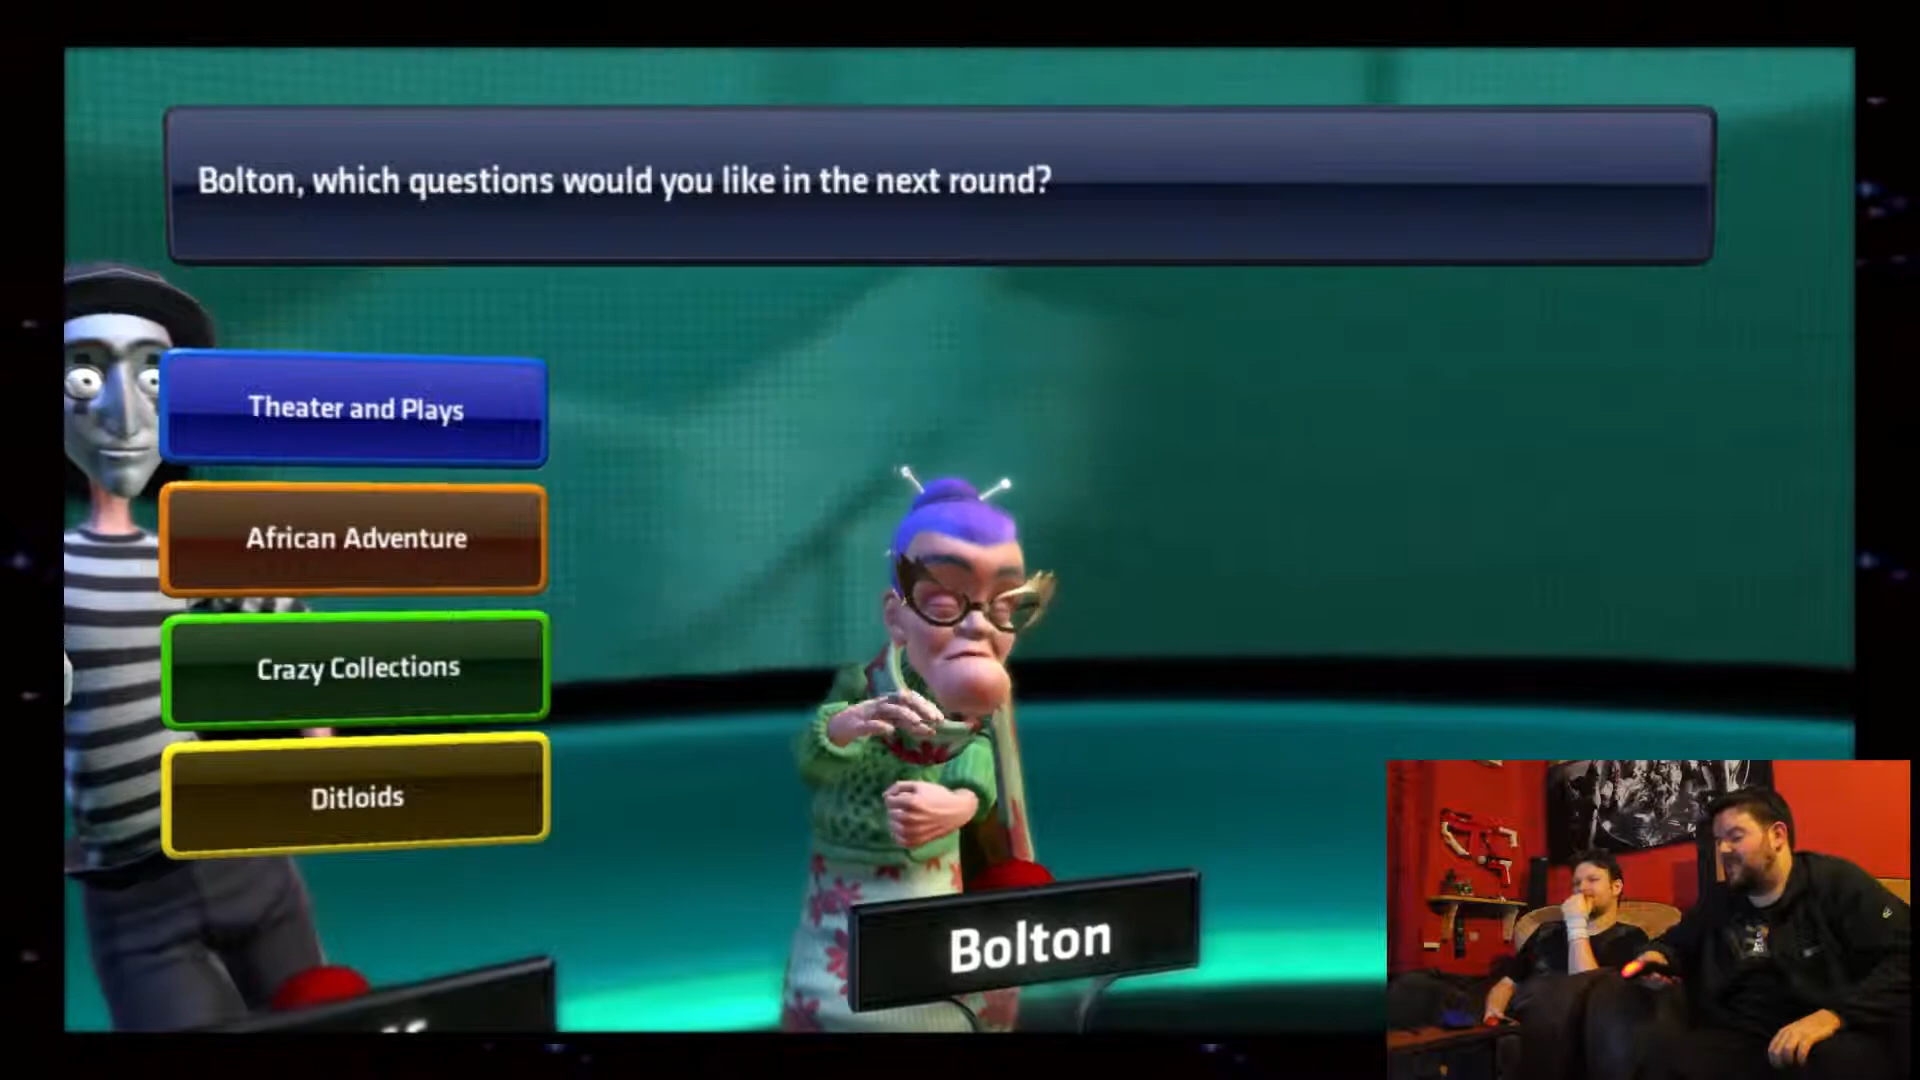 Bolton, which questions would you like in the next round?
Theater and Plays
African Adventure
Crazy Collections
Ditloids
Bolton